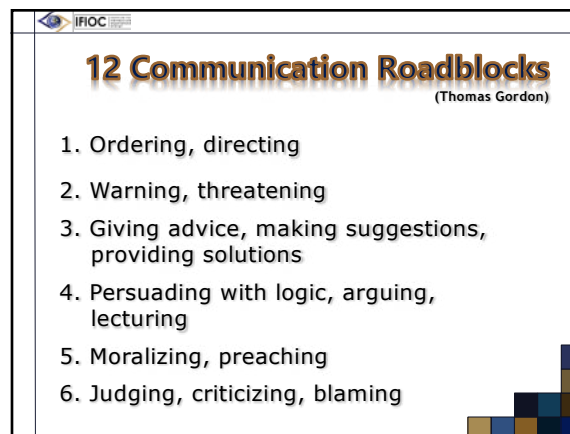 IFIOC
12 Communication Roadblocks
(Thomas Gordon)
1. Ordering, directing
2. Warning, threatening
3. Giving advice, making suggestions,
providing solutions
4. Persuading with logic, arguing,
lecturing
5. Moralizing, preaching
6. Judging, criticizing, blaming